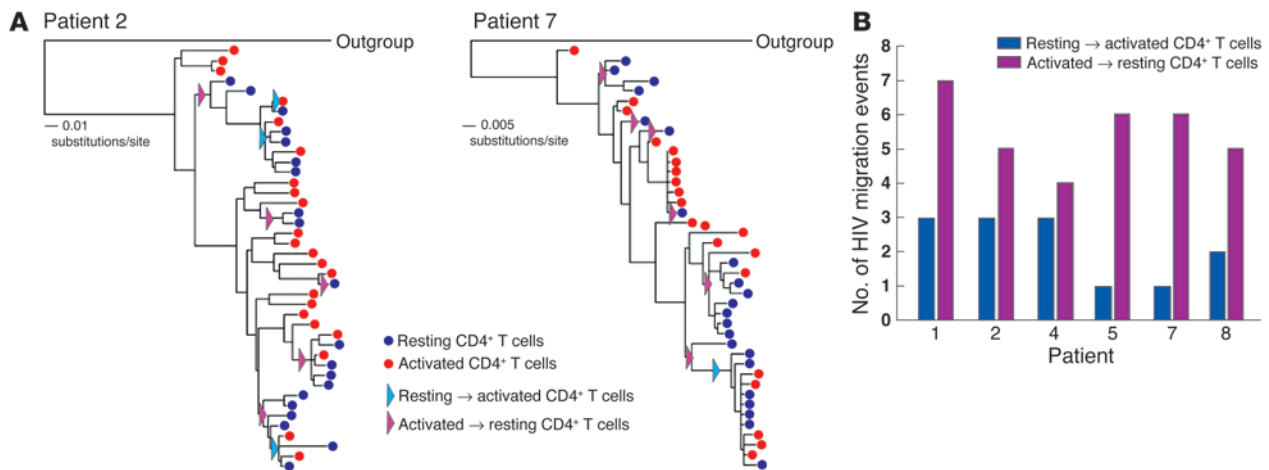 A
Patient 2
Outgroup
— 0.01
substitutions/site
Patient 7
Outgroup
— 0.005
substitutions/site
Resting CD4⁺ T cells
Activated CD4⁺ T cells
Resting → activated CD4⁺ T cells
Activated → resting CD4⁺ T cells
B
Resting → activated CD4⁺ T cells
Activated → resting CD4⁺ T cells
No. of HIV migration events
8
7
6
5
4
3
2
1
0
1 2 4 5 7 8
Patient